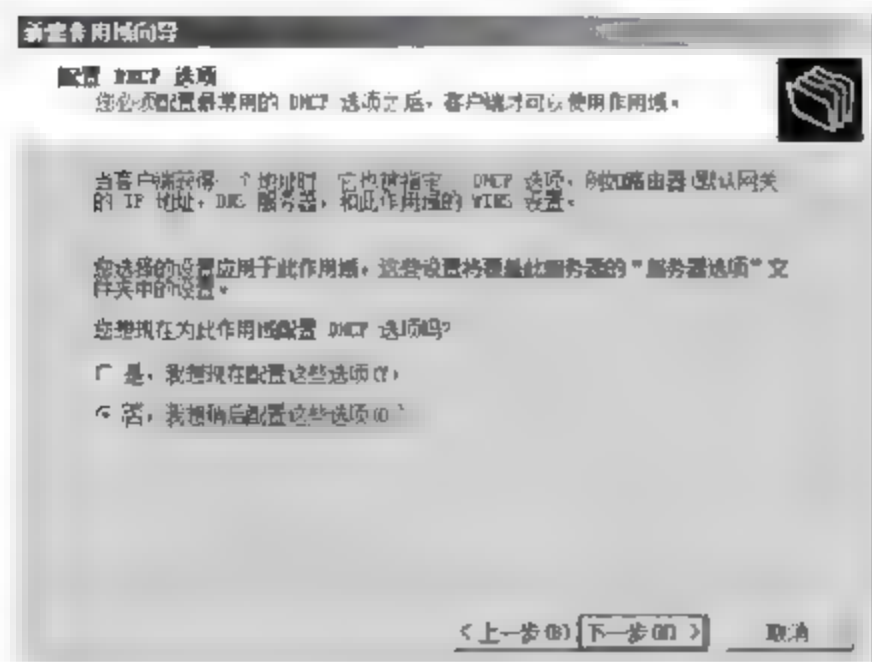 新建作用域向导
配置 DHCP 选项
您必须配置最常用的 DHCP 选项之后，客户端才可以使用作用域。
当客户端获得一个地址时，它也被指定 DHCP 选项，例如路由器(默认网关
的 IP 地址，DNS 服务器，和此作用域的 WINS 设置。
您选择的设置应用于此作用域，这些设置将覆盖此服务器的“服务器选项”文
件夹中的设置。
您想现在为此作用域配置 DHCP 选项吗?
是，我想现在配置这些选项(Y)
否，我想稍后配置这些选项(O)
< 上一步(B) 下一步(N) > 取消